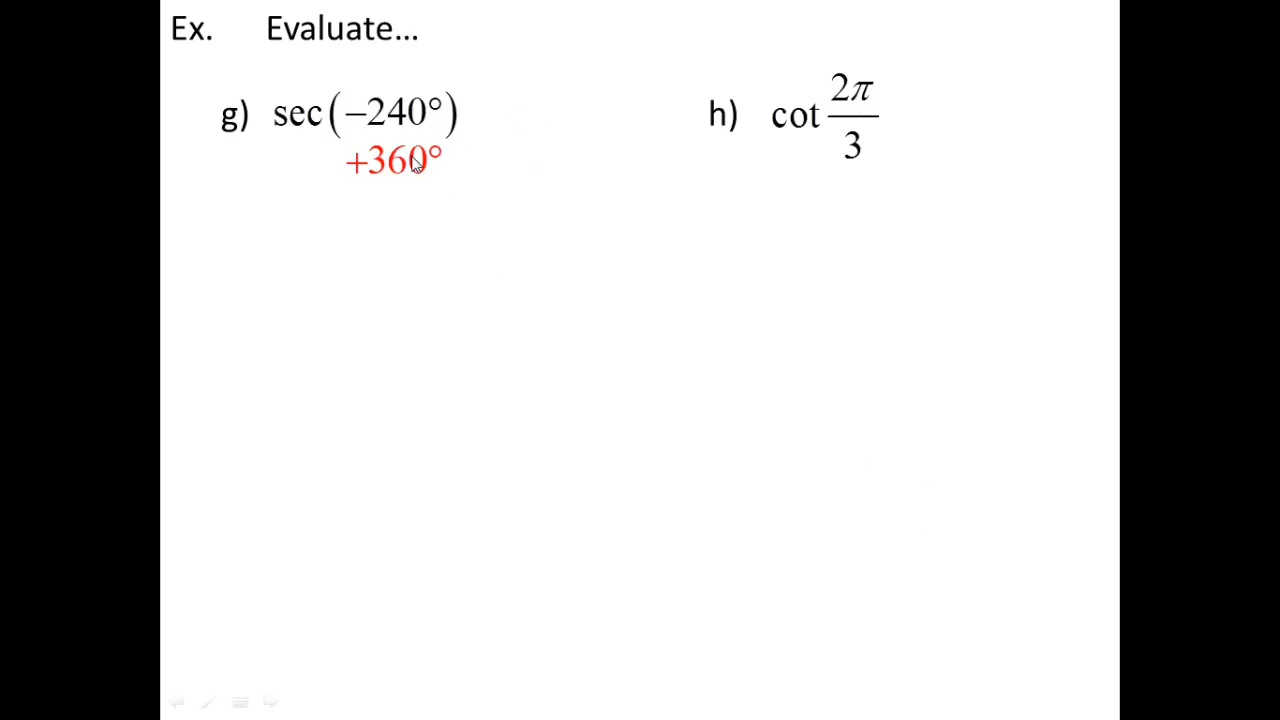 Ex. Evaluate...
g) sec(−240°)
+360°
h) cot 2π/3